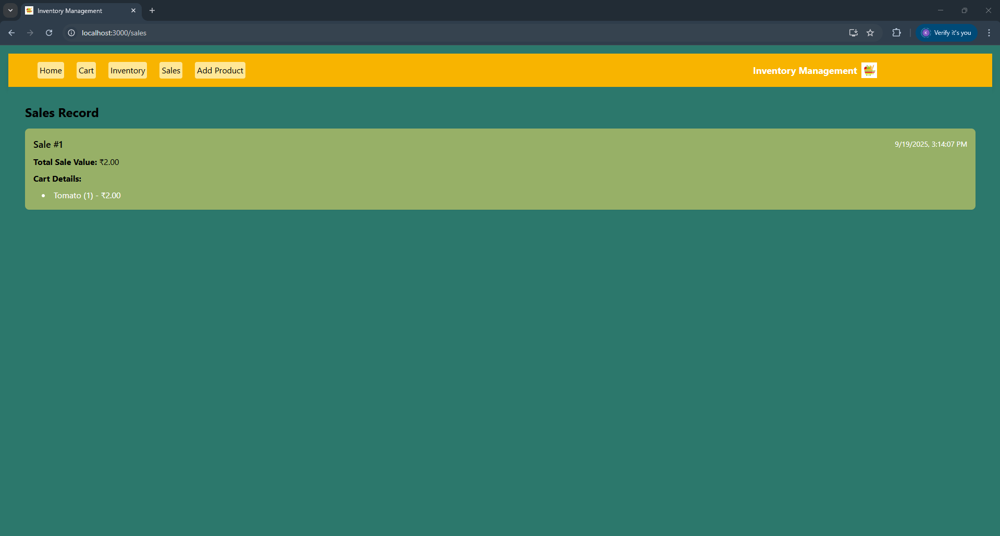 Inventory Management
localhost:3000/sales
Verify it's you
K
Home Cart Inventory Sales Add Product Inventory Management
Sales Record
Sale #1 9/19/2025, 3:14:07 PM
Total Sale Value: ₹2.00
Cart Details:
Tomato (1) - ₹2.00